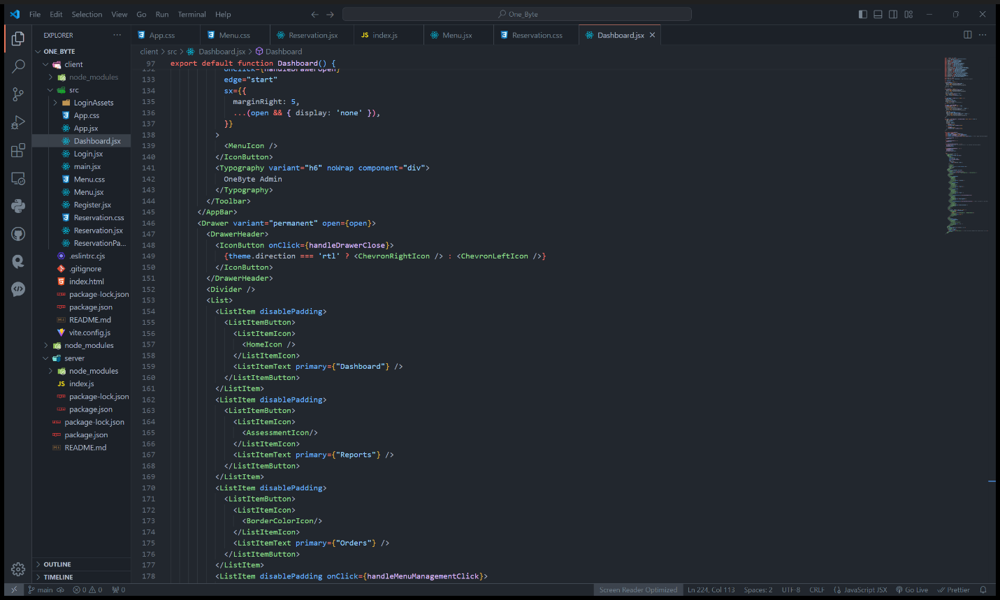 File Edit Selection View Go Run Terminal Help
One_Byte
EXPLORER
App.css
Menu.css
Reservation.jsx
JS index.js
Menu.jsx
Reservation.css
Dashboard.jsx
ONE_BYTE
client
node_modules
src
LoginAssets
App.css
App.jsx
Dashboard.jsx
Login.jsx
main.jsx
Menu.css
Menu.jsx
Register.jsx
Reservation.css
Reservation.jsx
ReservationPa...
.eslintrc.cjs
.gitignore
index.html
package-lock.json
package.json
README.md
vite.config.js
node_modules
server
node_modules
JS index.js
package-lock.json
package.json
package-lock.json
package.json
README.md
OUTLINE
TIMELINE
client > src > Dashboard.jsx > Dashboard
97 export default function Dashboard() {
132 onClick={handleDrawerOpen}
133 edge="start"
134 sx={{
135 marginRight: 5,
136 ...(open && { display: 'none' }),
137 }}
138 >
139 <MenuIcon />
140 </IconButton>
141 <Typography variant="h6" noWrap component="div">
142 OneByte Admin
143 </Typography>
144 </Toolbar>
145 </AppBar>
146 <Drawer variant="permanent" open={open}>
147 <DrawerHeader>
148 <IconButton onClick={handleDrawerClose}>
149 {theme.direction === 'rtl' ? <ChevronRightIcon /> : <ChevronLeftIcon />}
150 </IconButton>
151 </DrawerHeader>
152 <Divider />
153 <List>
154 <ListItem disablePadding>
155 <ListItemButton>
156 <ListItemIcon>
157 <HomeIcon />
158 </ListItemIcon>
159 <ListItemText primary={"Dashboard"} />
160 </ListItemButton>
161 </ListItem>
162 <ListItem disablePadding>
163 <ListItemButton>
164 <ListItemIcon>
165 <AssessmentIcon/>
166 </ListItemIcon>
167 <ListItemText primary={"Reports"} />
168 </ListItemButton>
169 </ListItem>
170 <ListItem disablePadding>
171 <ListItemButton>
172 <ListItemIcon>
173 <BorderColorIcon/>
174 </ListItemIcon>
175 <ListItemText primary={"Orders"} />
176 </ListItemButton>
177 </ListItem>
178 <ListItem disablePadding onClick={handleMenuManagementClick}>
main 0 0 0 Screen Reader Optimized Ln 224, Col 113 Spaces: 2 UTF-8 CRLF JavaScript JSX Go Live Prettier